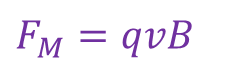 F_M = qvB